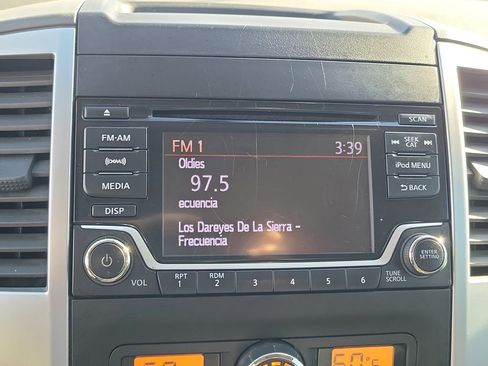 SCAN
FM·AM
FM 1
3:39
SEEK
CAT
Oldies
iPod MENU
97.5
MEDIA
BACK
ecuencia
DISP
Los Dareyes De La Sierra -
Frecuencia
ENTER
SETTING
VOL
RPT
1
RDM
2
3
4
5
6
TUNE
SCROLL